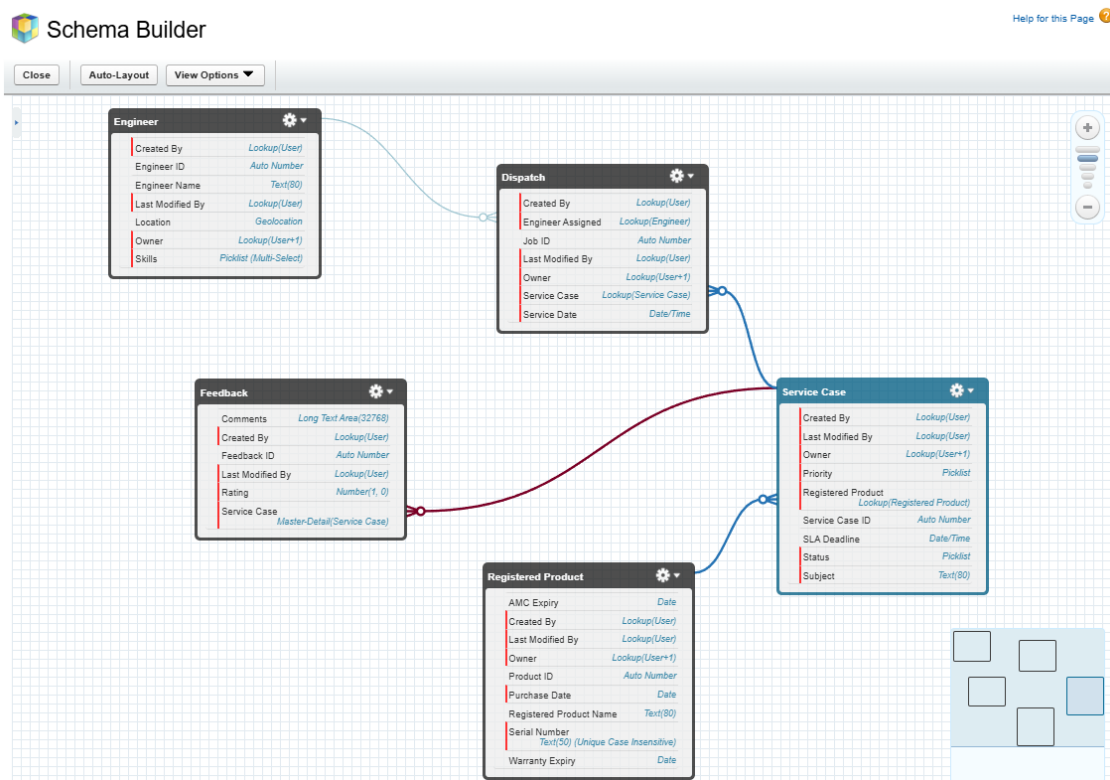 Schema Builder
Help for this Page
?
Close
Auto-Layout
View Options
Engineer
Created By Lookup(User)
Engineer ID Auto Number
Engineer Name Text(80)
Last Modified By Lookup(User)
Location Geolocation
Owner Lookup(User+1)
Skills Picklist (Multi-Select)
Dispatch
Created By Lookup(User)
Engineer Assigned Lookup(Engineer)
Job ID Auto Number
Last Modified By Lookup(User)
Owner Lookup(User+1)
Service Case Lookup(Service Case)
Service Date Date/Time
Feedback
Comments Long Text Area(32768)
Created By Lookup(User)
Feedback ID Auto Number
Last Modified By Lookup(User)
Rating Number(1, 0)
Service Case
Master-Detail(Service Case)
Service Case
Created By Lookup(User)
Last Modified By Lookup(User)
Owner Lookup(User+1)
Priority Picklist
Registered Product
Lookup(Registered Product)
Service Case ID Auto Number
SLA Deadline Date/Time
Status Picklist
Subject Text(80)
Registered Product
AMC Expiry Date
Created By Lookup(User)
Last Modified By Lookup(User)
Owner Lookup(User+1)
Product ID Auto Number
Purchase Date Date
Registered Product Name Text(80)
Serial Number
Text(50) (Unique Case Insensitive)
Warranty Expiry Date